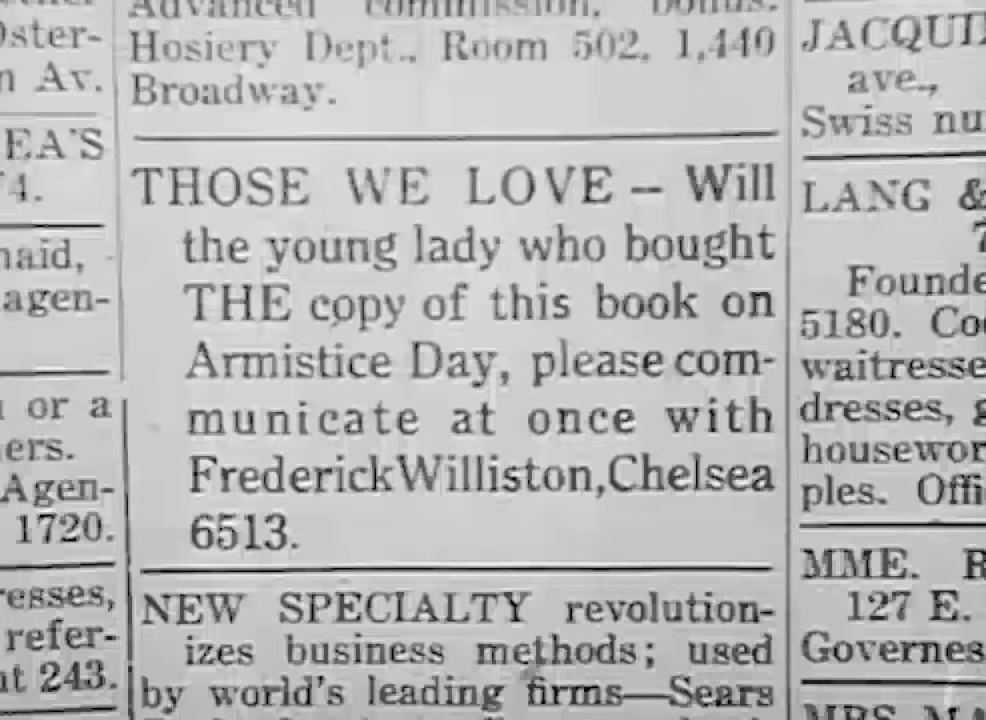 Advanced commission, bonus.
Hosiery Dept., Room 502, 1,440
Broadway.
THOSE WE LOVE – Will
the young lady who bought
THE copy of this book on
Armistice Day, please com-
municate at once with
Frederick Williston, Chelsea
6513.
NEW SPECIALTY revolution-
izes business methods; used
by world's leading firms—Sears
n Av.
EA'S
4.
naid,
agen-
or a
ers.
Agen-
1720.
resses,
refer-
at 243.
ave.,
Swiss nu
LANG &
7
Founde
5180. Co
waitresse
dresses, g
housewor
ples. Offi
MME. R
127 E.
Governes
MRS. MA